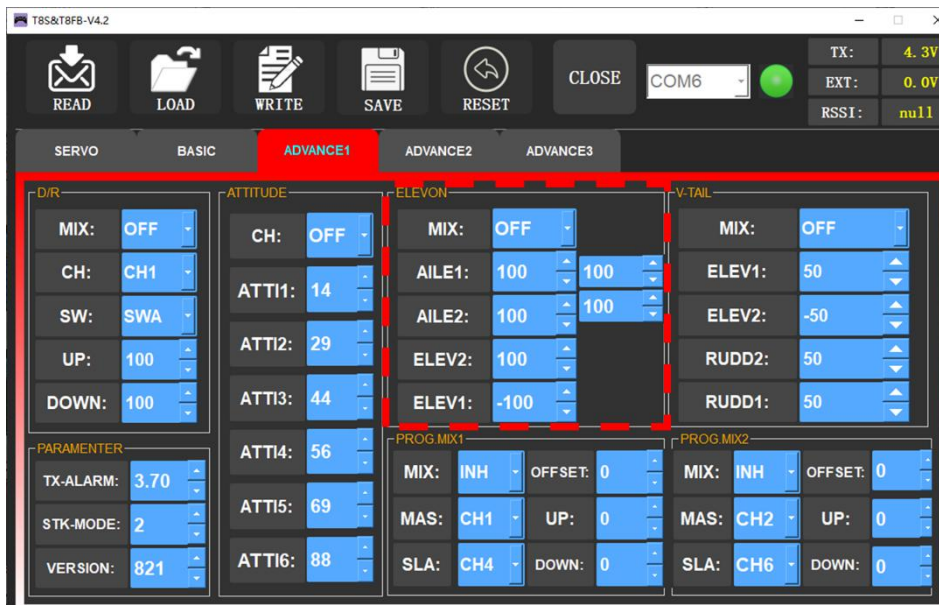 T8S&T8FB-V4.2
READ LOAD WRITE SAVE RESET CLOSE COM6
TX: 4.3V
EXT: 0.0V
RSSI: null
SERVO BASIC ADVANCE1 ADVANCE2 ADVANCE3
D/R
MIX: OFF
CH: CH1
SW: SWA
UP: 100
DOWN: 100
PARAMENTER
TX-ALARM: 3.70
STK-MODE: 2
VERSION: 821
ATTITUDE
CH: OFF
ATTI1: 14
ATTI2: 29
ATTI3: 44
ATTI4: 56
ATTI5: 69
ATTI6: 88
ELEVON
MIX: OFF
AILE1: 100 100
AILE2: 100 100
ELEV2: 100
ELEV1: -100
V-TAIL
MIX: OFF
ELEV1: 50
ELEV2: -50
RUDD2: 50
RUDD1: 50
PROG.MIX1
MIX: INH OFFSET: 0
MAS: CH1 UP: 0
SLA: CH4 DOWN: 0
PROG.MIX2
MIX: INH OFFSET: 0
MAS: CH2 UP: 0
SLA: CH6 DOWN: 0